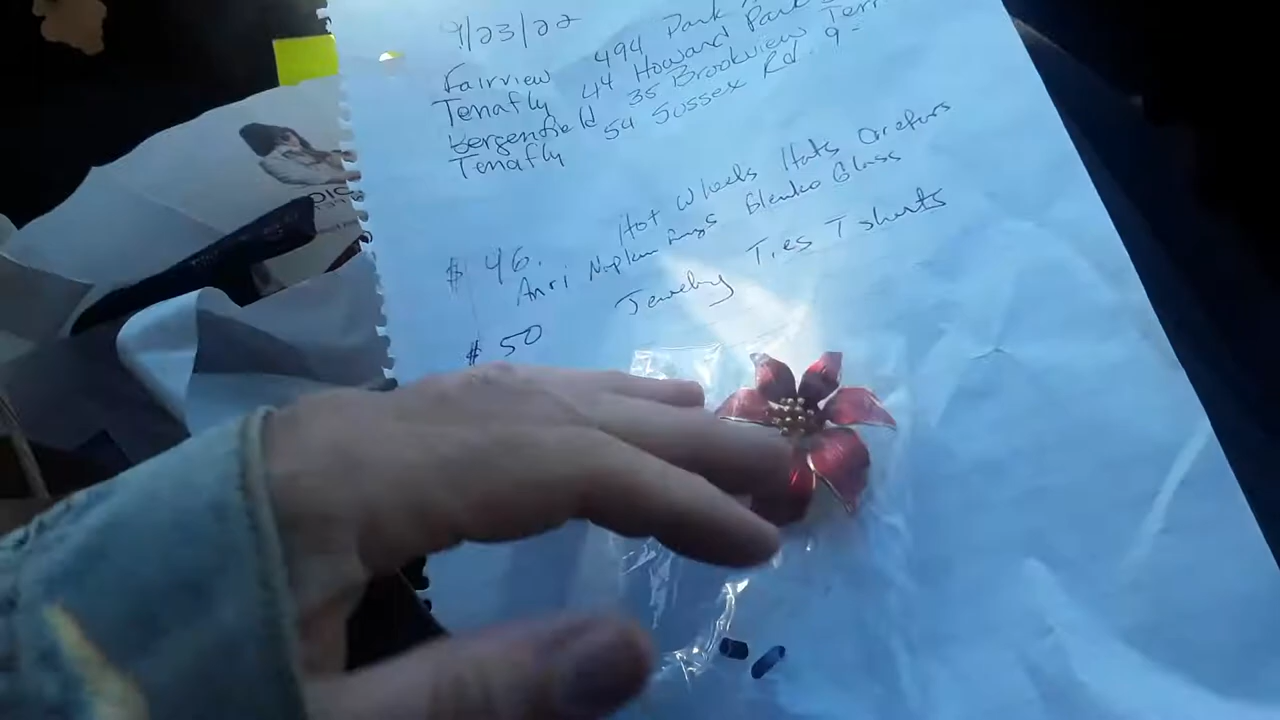 9/23/22
Fairview 494 Park
Tenafly 44 Howard Park
Bergenfield 35 Brookview Terr
Tenafly 54 Sussex Rd. 9-
Hot Wheels Hats Orefors
$ 46.
Anri Napkin Rings Blenko Glass
Jewelry Ties T shirts
$ 50